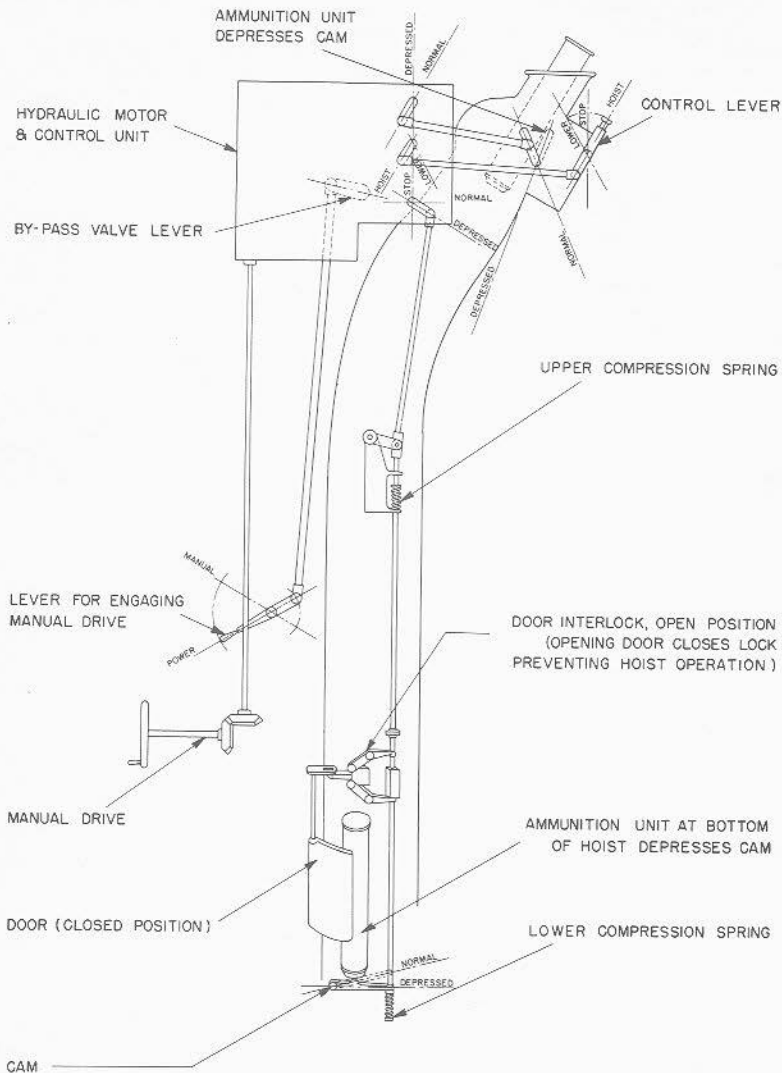 AMMUNITION UNIT
DEPRESSES CAM
DEPRESSED
NORMAL
HYDRAULIC MOTOR
& CONTROL UNIT
LOWER
STOP
HOIST
CONTROL LEVER
HOIST
STOP
LOWER
NORMAL
BY-PASS VALVE LEVER
DEPRESSED
DEPRESSED
NORMAL
UPPER COMPRESSION SPRING
MANUAL
LEVER FOR ENGAGING
MANUAL DRIVE
POWER
DOOR INTERLOCK, OPEN POSITION
(OPENING DOOR CLOSES LOCK
PREVENTING HOIST OPERATION)
MANUAL DRIVE
AMMUNITION UNIT AT BOTTOM
OF HOIST DEPRESSES CAM
DOOR (CLOSED POSITION)
LOWER COMPRESSION SPRING
NORMAL
DEPRESSED
CAM